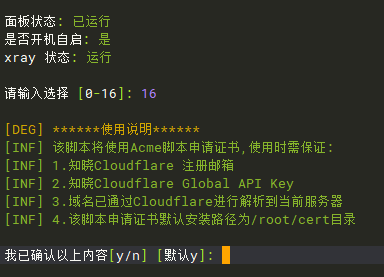 面板状态: 已运行
是否开机自启: 是
xray 状态: 运行
请输入选择 [0-16]: 16
[DEG] ******使用说明******
[INF] 该脚本将使用Acme脚本申请证书,使用时需保证:
[INF] 1.知晓Cloudflare 注册邮箱
[INF] 2.知晓Cloudflare Global API Key
[INF] 3.域名已通过Cloudflare进行解析到当前服务器
[INF] 4.该脚本申请证书默认安装路径为/root/cert目录
我已确认以上内容[y/n] [默认y]: